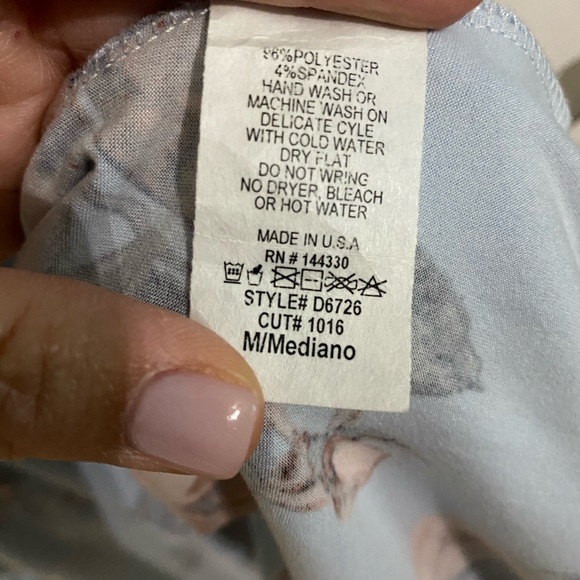 96%POLYESTER
4%SPANDEX
HAND WASH OR
MACHINE WASH ON
DELICATE CYLE
WITH COLD WATER
DRY FLAT
DO NOT WRING
NO DRYER, BLEACH
OR HOT WATER
MADE IN U.S.A
RN # 144330
STYLE# D6726
CUT# 1016
M/Mediano